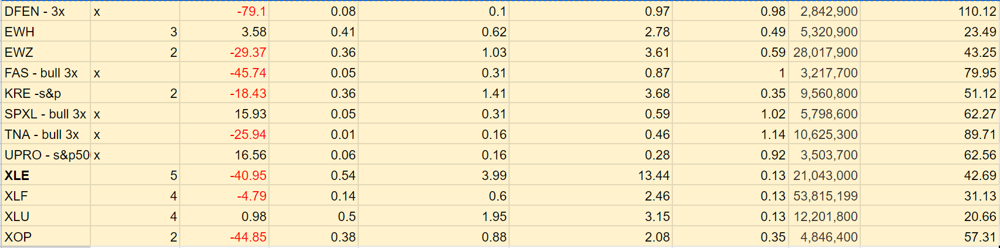 DFEN - 3x x -79.1 0.08 0.1 0.97 0.98 2,842,900 110.12
EWH 3 3.58 0.41 0.62 2.78 0.49 5,320,900 23.49
EWZ 2 -29.37 0.36 1.03 3.61 0.59 28,017,900 43.25
FAS - bull 3x x -45.74 0.05 0.31 0.87 1 3,217,700 79.95
KRE -s&p 2 -18.43 0.36 1.41 3.68 0.35 9,560,800 51.12
SPXL - bull 3x x 15.93 0.05 0.31 0.59 1.02 5,798,600 62.27
TNA - bull 3x x -25.94 0.01 0.16 0.46 1.14 10,625,300 89.71
UPRO - s&p50 x 16.56 0.06 0.16 0.28 0.92 3,503,700 62.56
XLE 5 -40.95 0.54 3.99 13.44 0.13 21,043,000 42.69
XLF 4 -4.79 0.14 0.6 2.46 0.13 53,815,199 31.13
XLU 4 0.98 0.5 1.95 3.15 0.13 12,201,800 20.66
XOP 2 -44.85 0.38 0.88 2.08 0.35 4,846,400 57.31